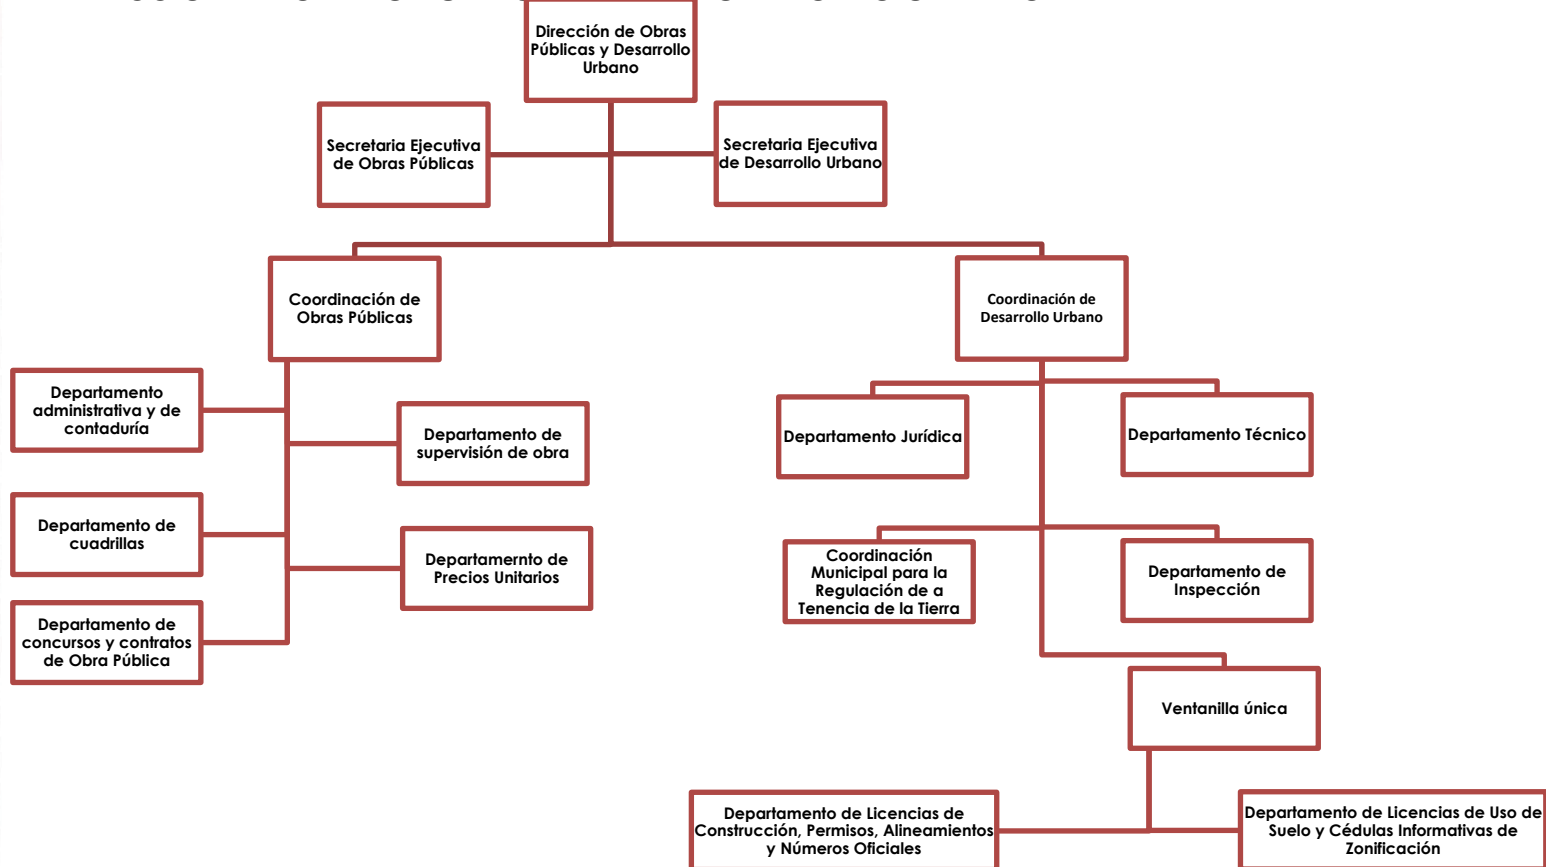 Dirección de Obras
Públicas y Desarrollo
Urbano
Secretaria Ejecutiva
de Obras Públicas
Secretaria Ejecutiva
de Desarrollo Urbano
Coordinación de
Obras Públicas
Coordinación de
Desarrollo Urbano
Departamento
administrativa y de
contaduría
Departamento de
supervisión de obra
Departamento Jurídica
Departamento Técnico
Departamento de
cuadrillas
Departamernto de
Precios Unitarios
Coordinación
Municipal para la
Regulación de a
Tenencia de la Tierra
Departamento de
Inspección
Departamento de
concursos y contratos
de Obra Pública
Ventanilla única
Departamento de Licencias de
Construcción, Permisos, Alineamientos
y Números Oficiales
Departamento de Licencias de Uso de
Suelo y Cédulas Informativas de
Zonificación